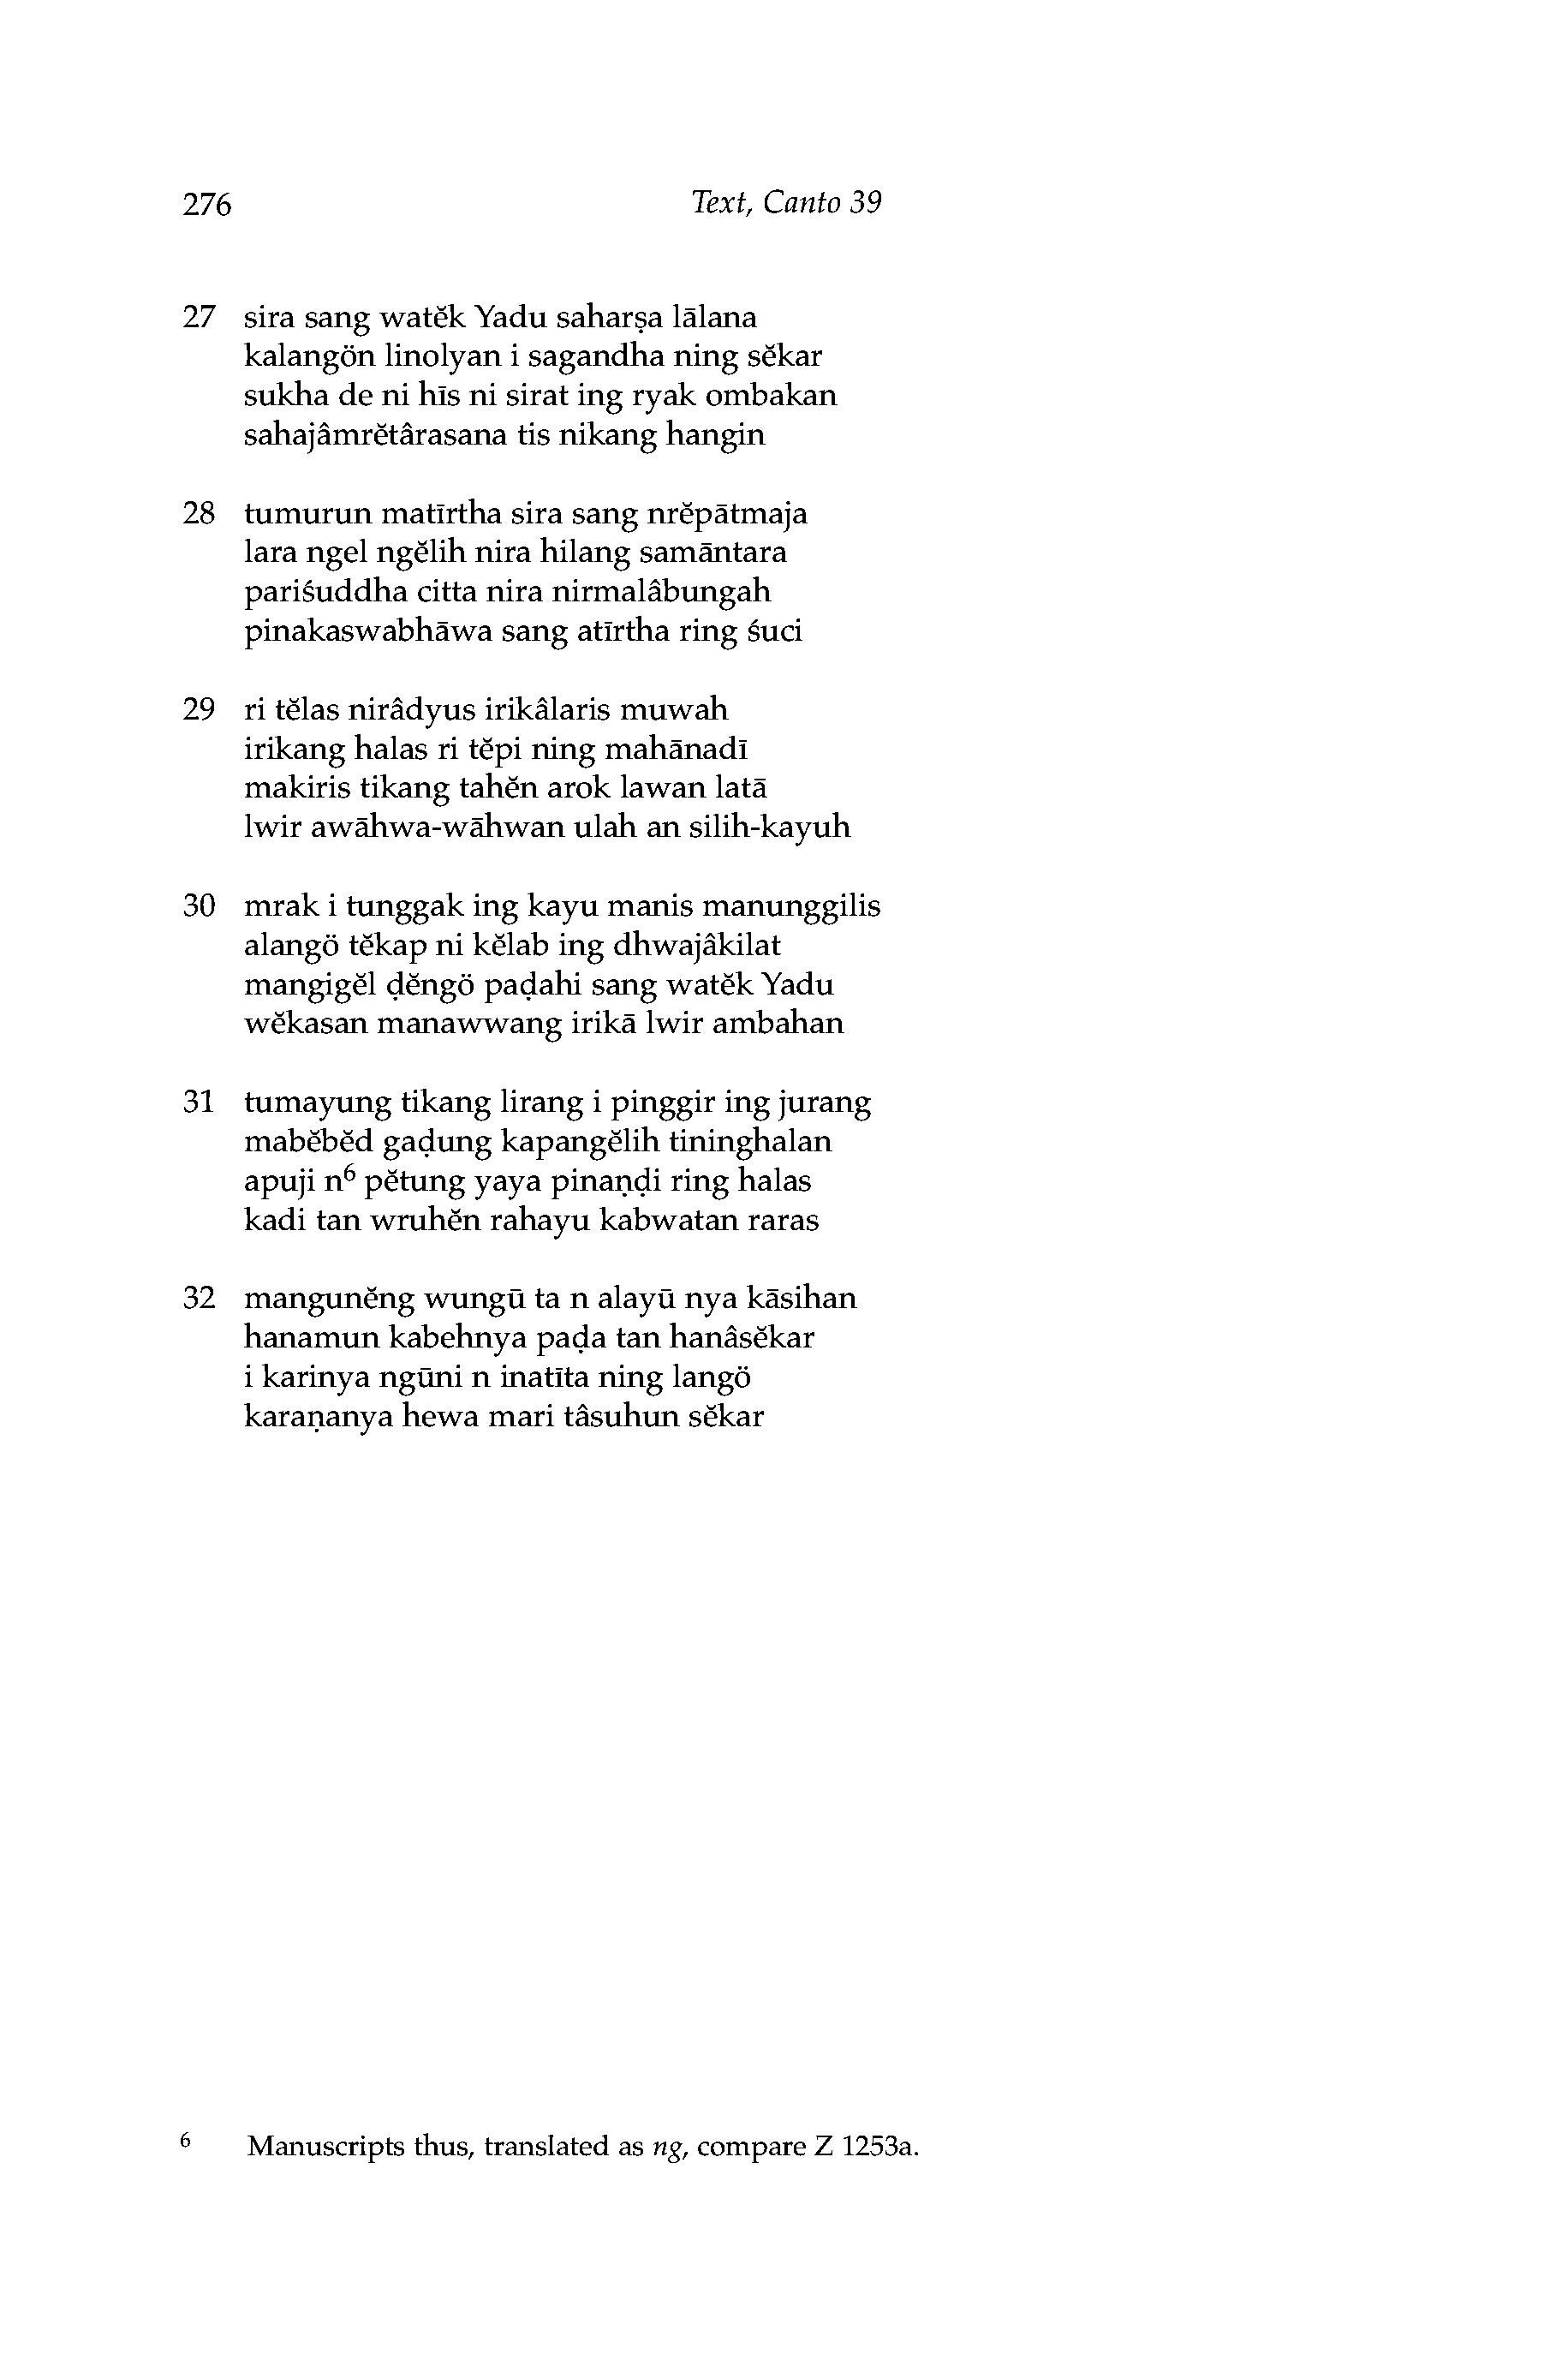 276 Text, Canto 39
27 sira sang watĕk Yadu saharṣa lālana
kalangön linolyan i sagandha ning sĕkar
sukha de ni hīs ni sirat ing ryak ombakan
sahajâmrĕtârasana tis nikang hangin
28 tumurun matīrtha sira sang nrĕpātmaja
lara ngel ngĕlih nira hilang samāntara
pariśuddha citta nira nirmalâbungah
pinakaswabhāwa sang atīrtha ring śuci
29 ri tĕlas nirâdyus irikâlaris muwah
irikang halas ri tĕpi ning mahānadī
makiris tikang tahĕn arok lawan latā
lwir awāhwa-wāhwan ulah an silih-kayuh
30 mrak i tunggak ing kayu manis manunggilis
alangö tĕkap ni kĕlab ing dhwajâkilat
mangigĕl ḍĕngö paḍahi sang watĕk Yadu
wĕkasan manawwang irikā lwir ambahan
31 tumayung tikang lirang i pinggir ing jurang
mabĕbĕd gaḍung kapangĕlih tininghalan
apuji n⁶ pĕtung yaya pinaṇḍi ring halas
kadi tan wruhĕn rahayu kabwatan raras
32 mangunĕng wungū ta n alayū nya kāsihan
hanamun kabehnya paḍa tan hanâsĕkar
i karinya ngūni n inatīta ning langö
karaṇanya hewa mari tâsuhun sĕkar
⁶ Manuscripts thus, translated as ng, compare Z 1253a.